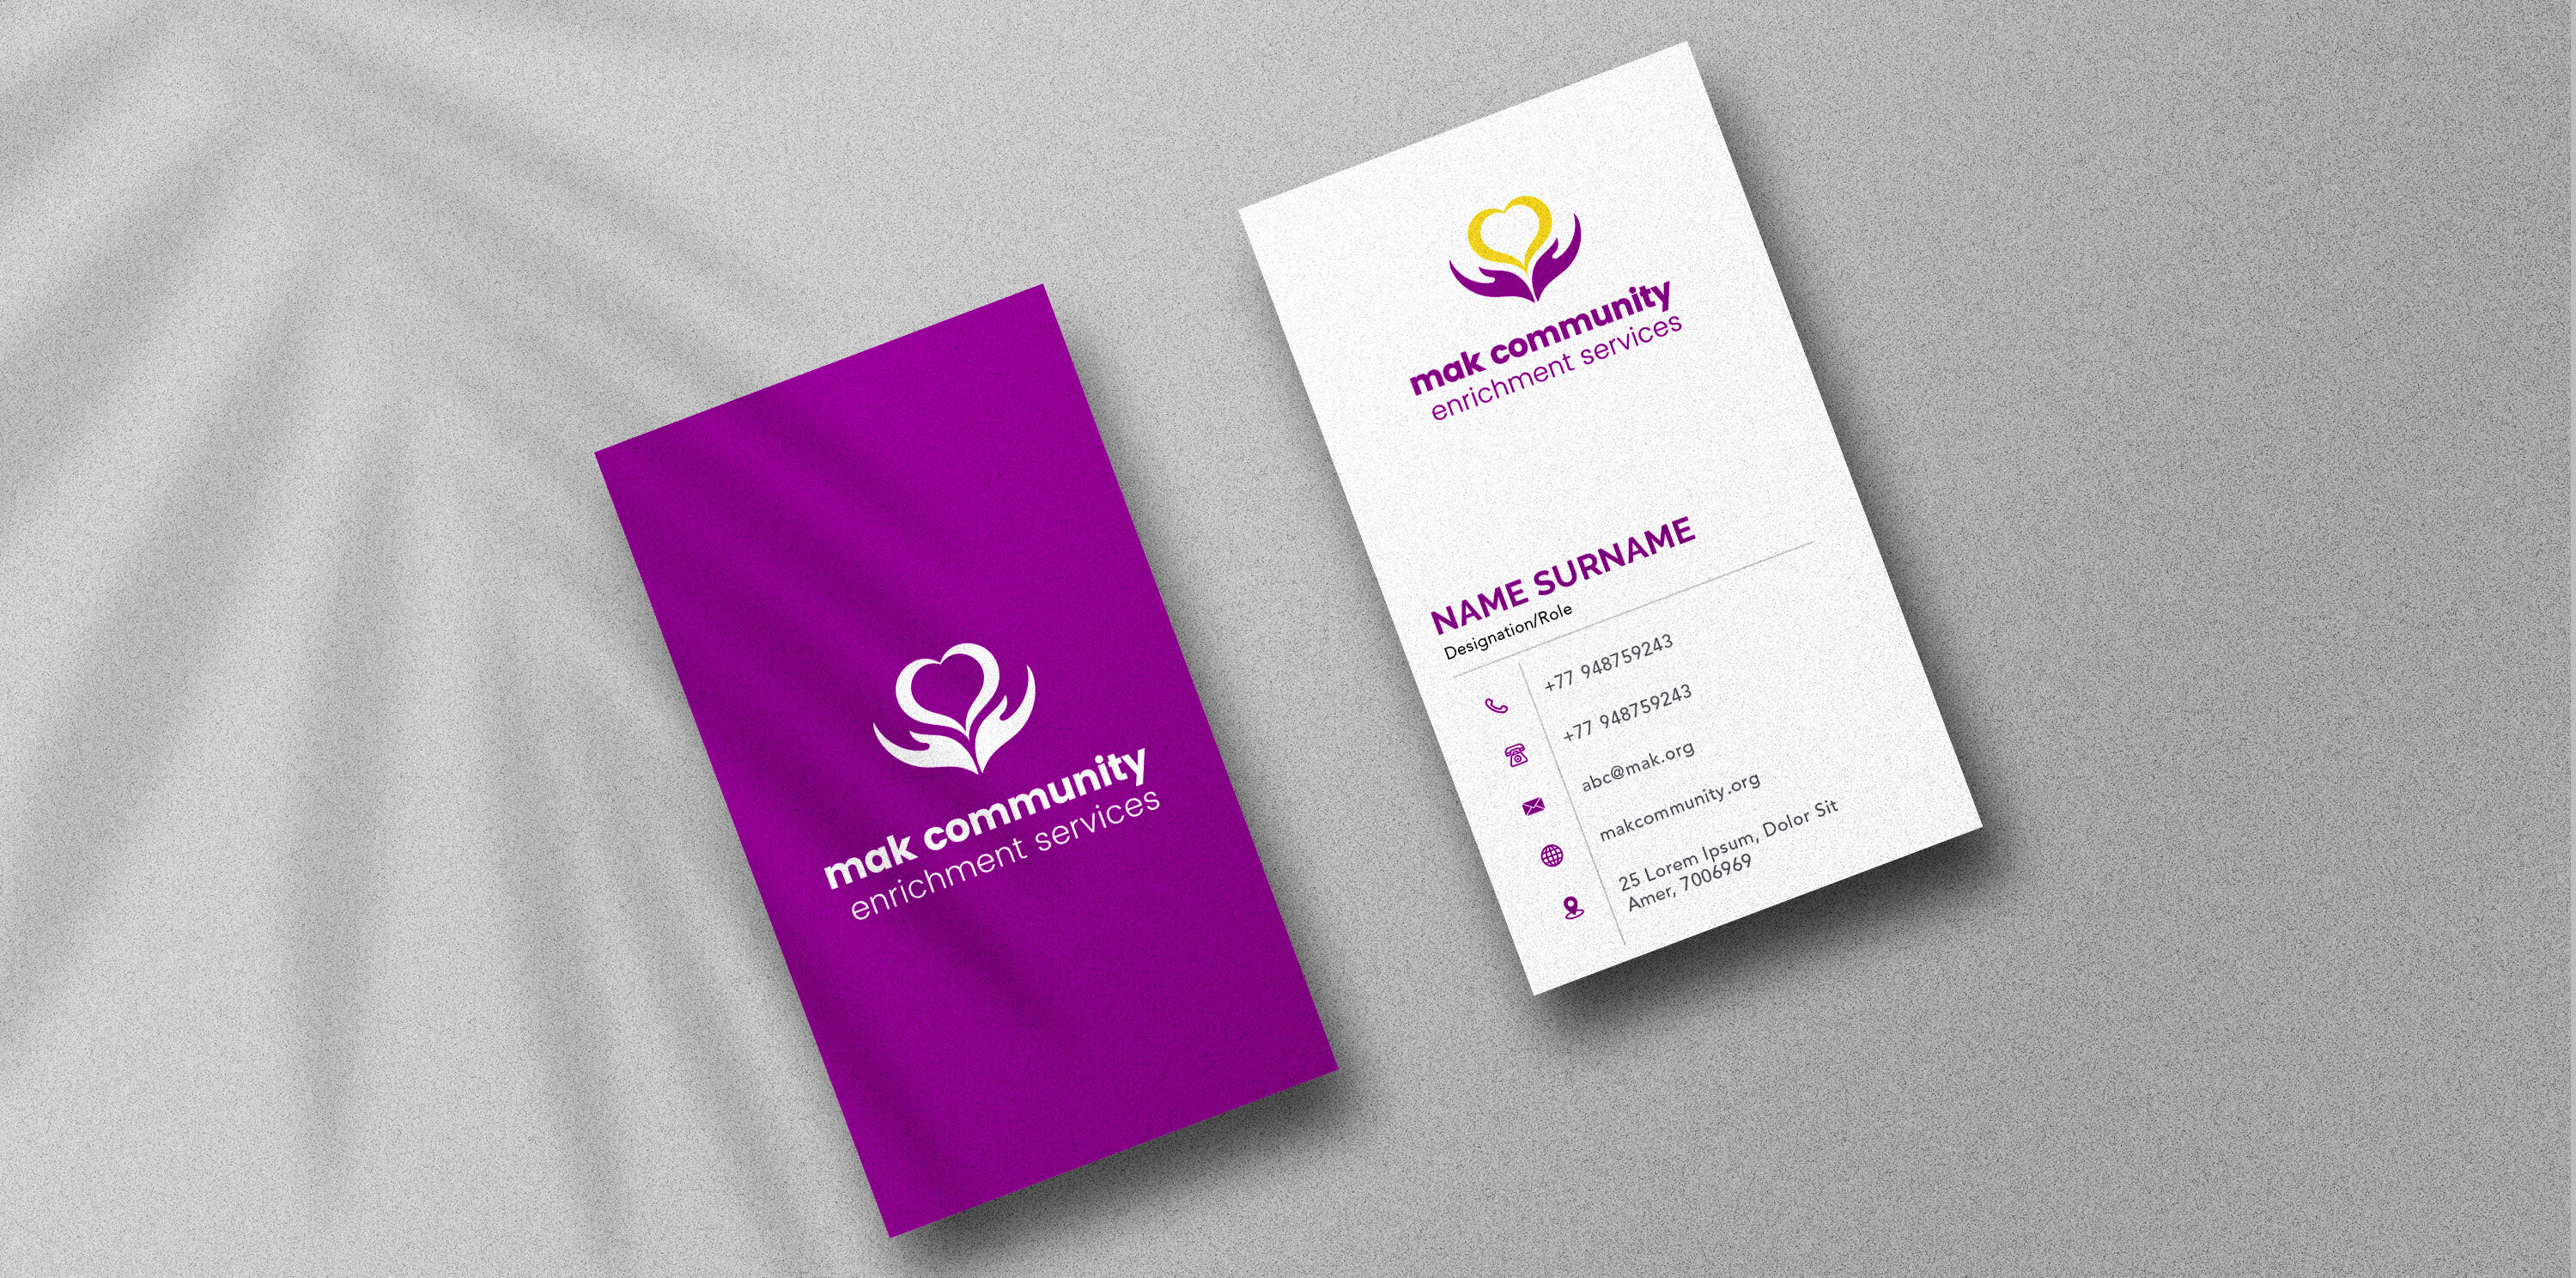 mak community
enrichment services
mak community
enrichment services
NAME SURNAME
Designation/Role
+77 948759243
+77 948759243
abc@mak.org
makcommunity.org
25 Lorem Ipsum, Dolor Sit
Amer, 7006969